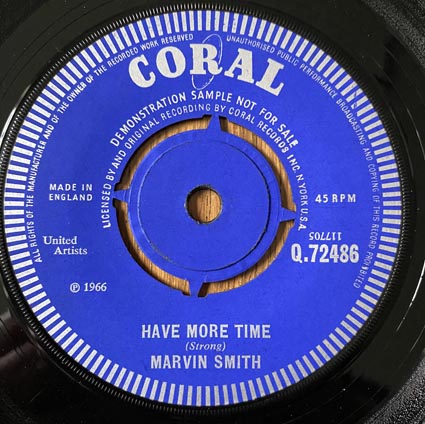 ALL RIGHTS OF THE MANUFACTURER AND OF THE OWNER OF THE RECORDED WORK RESERVED
UNAUTHORISED PUBLIC PERFORMANCE BROADCASTING AND COPYING OF THIS RECORD PROHIBITED
CORAL
DEMONSTRATION SAMPLE NOT FOR SALE
LICENSED BY AND ORIGINAL RECORDING BY CORAL RECORDS INC. N.YORK U.S.A.
MADE IN
ENGLAND
45 RPM
United
Artists
117705
Q.72486
℗ 1966
HAVE MORE TIME
(Strong)
MARVIN SMITH